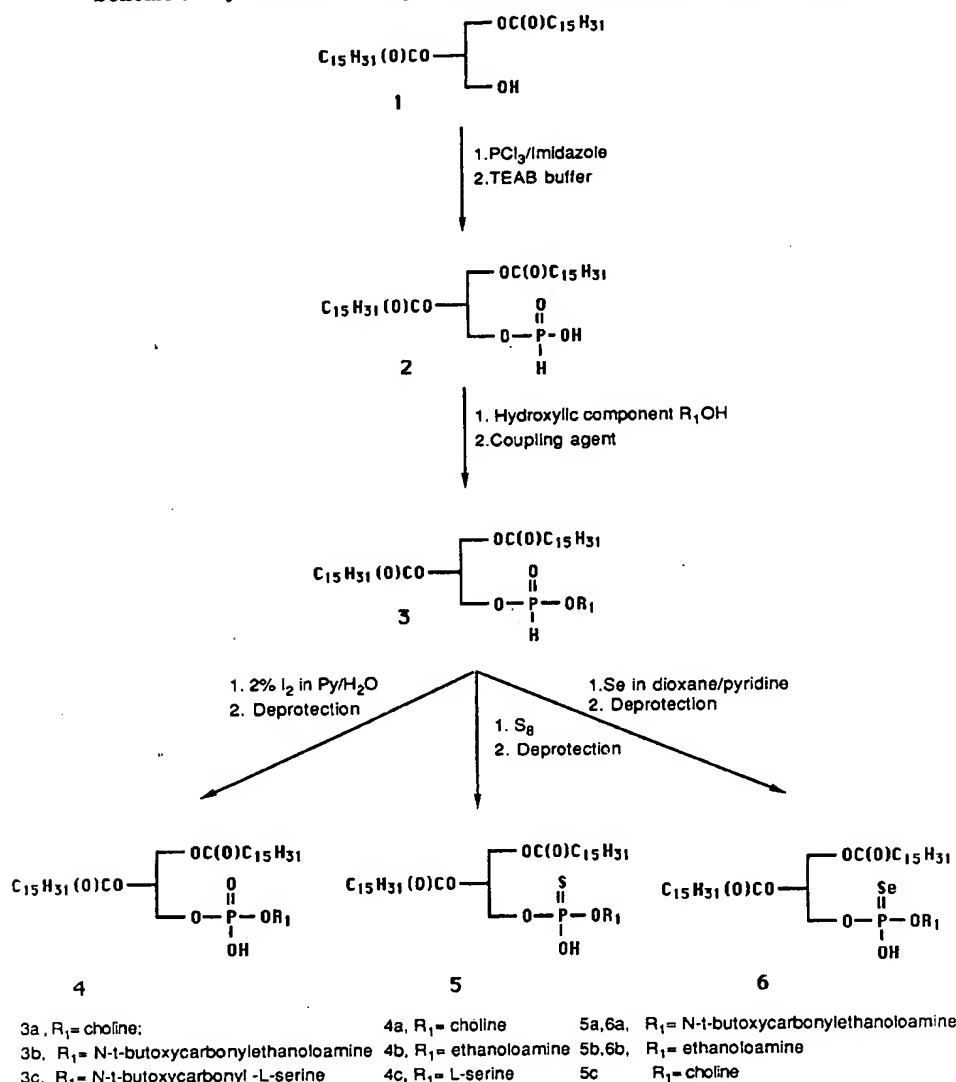 OC(O)C15H31
C15H31(O)CO
OH
1
1.PCl3/Imidazole
2.TEAB buffer
OC(O)C15H31
C15H31(O)CO
O
O—P-OH
H
2
1. Hydroxylic component R1OH
2.Coupling agent
OC(O)C15H31
C15H31(O)CO
O
O—P—OR1
H
3
1. 2% I2 in Py/H2O
2. Deprotection
1. S8
2. Deprotection
1.Se in dioxane/pyridine
2. Deprotection
OC(O)C15H31
C15H31(O)CO
O
O—P—OR1
OH
4
OC(O)C15H31
C15H31(O)CO
S
O—P—OR1
OH
5
OC(O)C15H31
C15H31(O)CO
Se
O—P—OR1
OH
6
3a, R1= choline; 4a, R1= choline 5a,6a, R1= N-t-butoxycarbonylethanoloamine
3b, R1= N-t-butoxycarbonylethanoloamine 4b, R1= ethanoloamine 5b,6b, R1= ethanoloamine
3c, R1= N-t-butoxycarbonyl -L-serine 4c, R1= L-serine 5c R1= choline